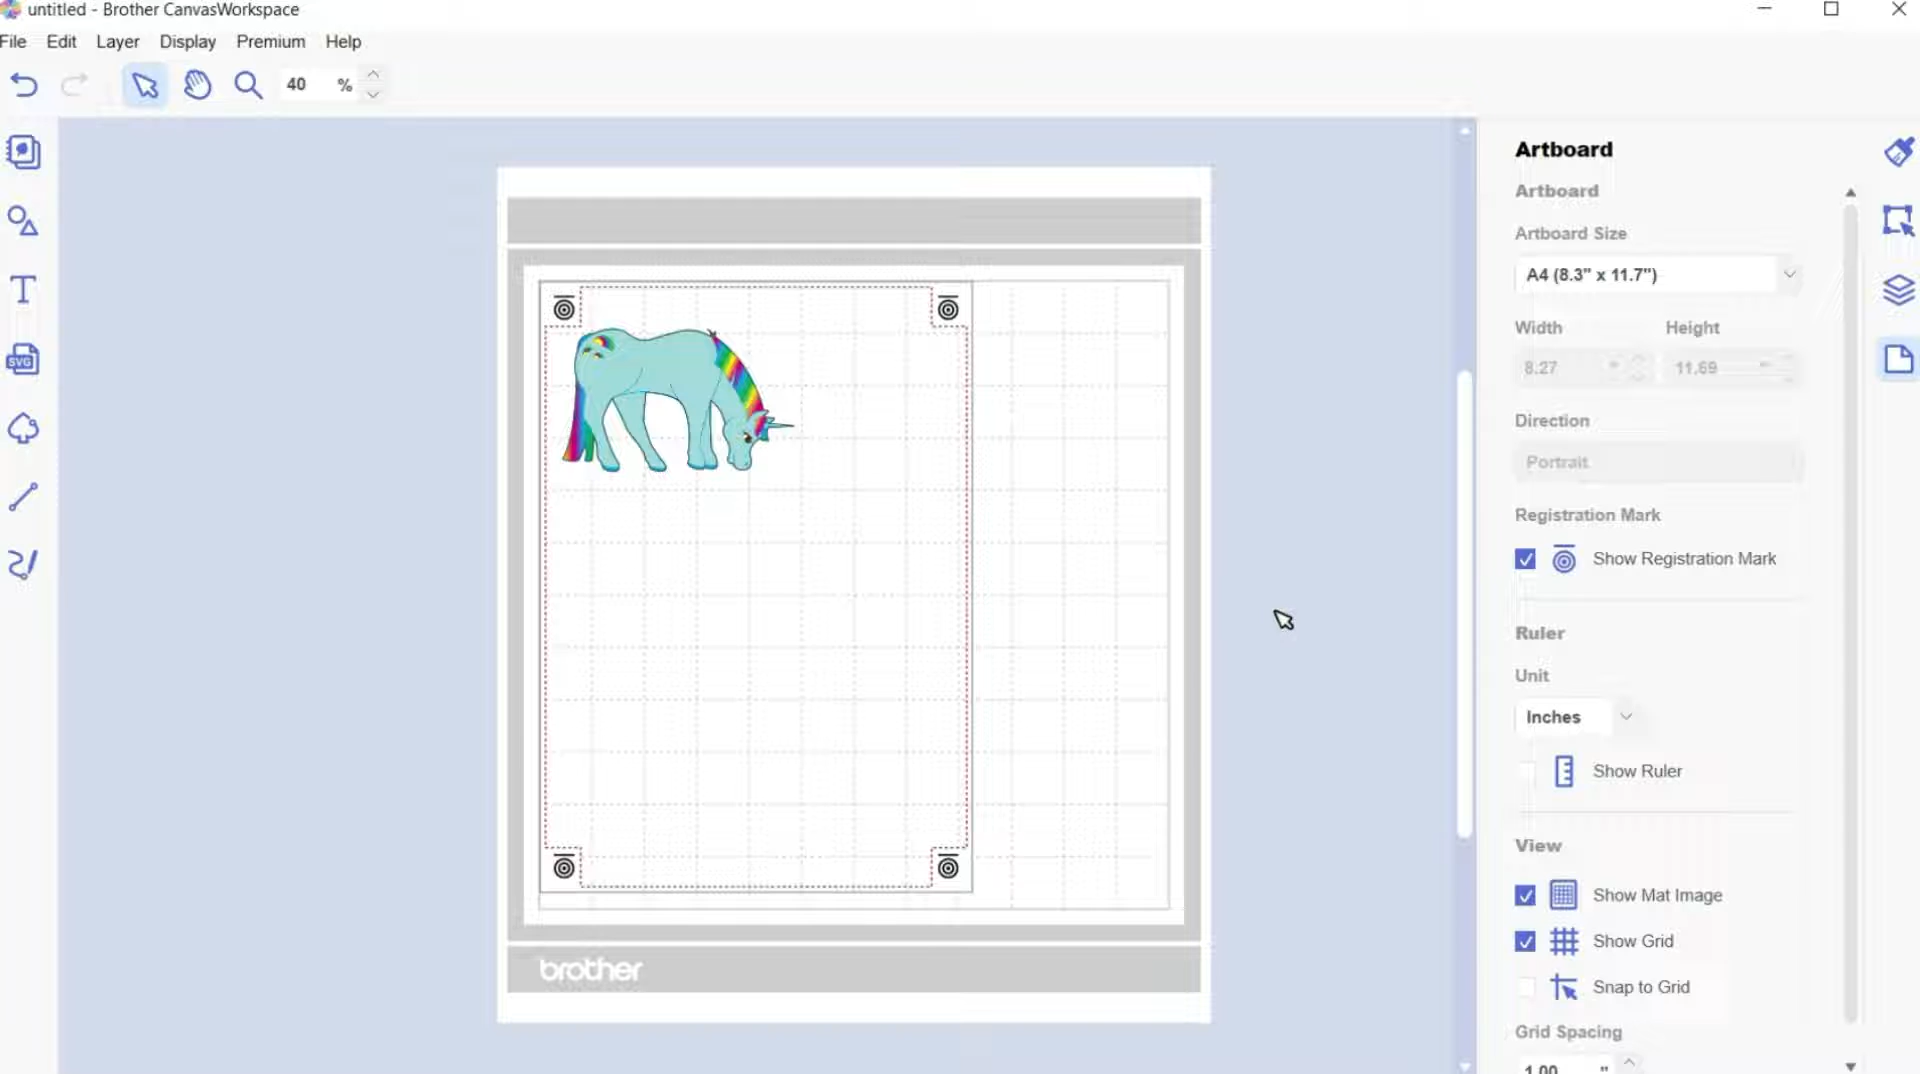 untitled - Brother CanvasWorkspace
File Edit Layer Display Premium Help
40 %
Artboard
Artboard
Artboard Size
A4 (8.3" x 11.7")
Width Height
8.27 " 11.69 "
Direction
Portrait
Registration Mark
Show Registration Mark
Ruler
Unit
Inches
Show Ruler
View
Show Mat Image
Show Grid
Snap to Grid
Grid Spacing
1.00 "
SVG
brother